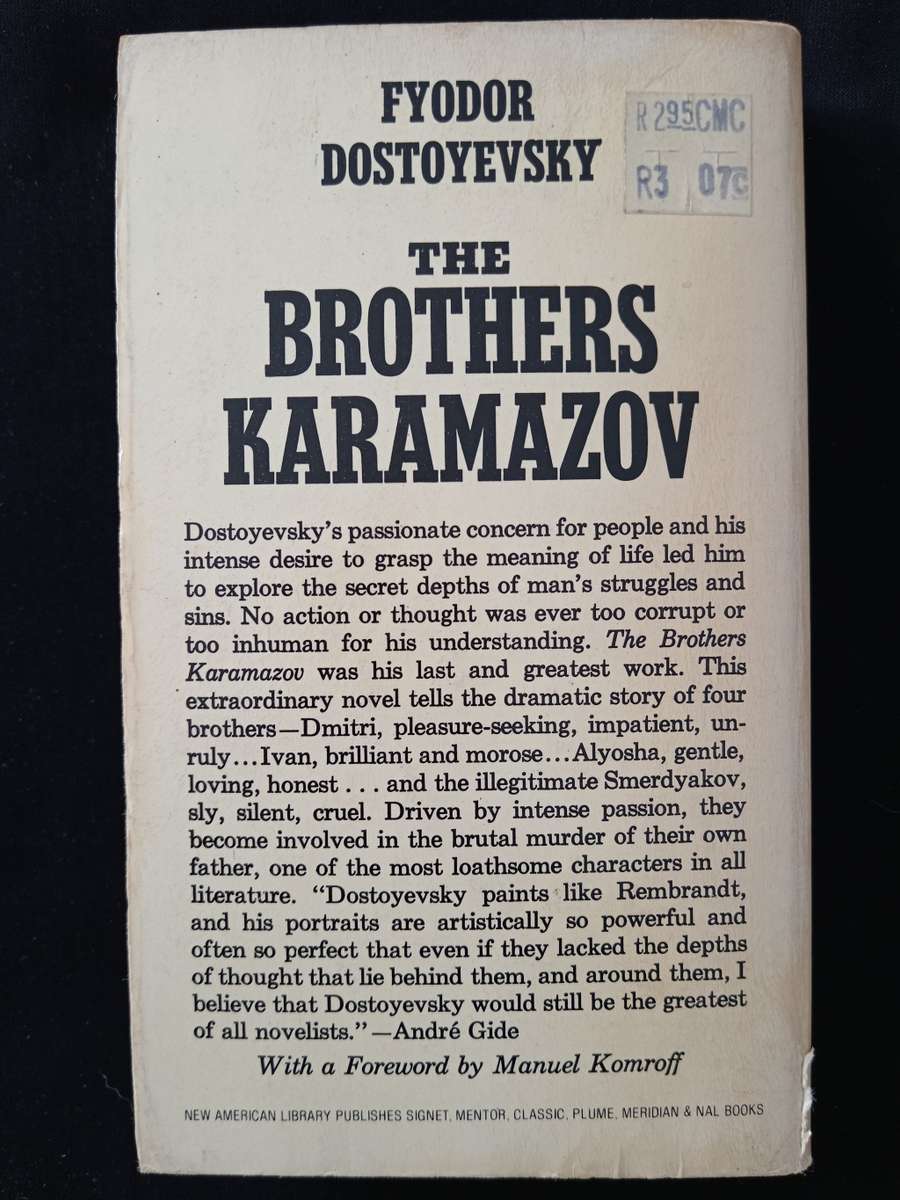 FYODOR
DOSTOYEVSKY
R 2.95 CMC
R3 07C
THE
BROTHERS
KARAMAZOV
Dostoyevsky's passionate concern for people and his
intense desire to grasp the meaning of life led him
to explore the secret depths of man's struggles and
sins. No action or thought was ever too corrupt or
too inhuman for his understanding. The Brothers
Karamazov was his last and greatest work. This
extraordinary novel tells the dramatic story of four
brothers—Dmitri, pleasure-seeking, impatient, un-
ruly...Ivan, brilliant and morose...Alyosha, gentle,
loving, honest . . . and the illegitimate Smerdyakov,
sly, silent, cruel. Driven by intense passion, they
become involved in the brutal murder of their own
father, one of the most loathsome characters in all
literature. “Dostoyevsky paints like Rembrandt,
and his portraits are artistically so powerful and
often so perfect that even if they lacked the depths
of thought that lie behind them, and around them, I
believe that Dostoyevsky would still be the greatest
of all novelists.”—André Gide
With a Foreword by Manuel Komroff
NEW AMERICAN LIBRARY PUBLISHES SIGNET, MENTOR, CLASSIC, PLUME, MERIDIAN & NAL BOOKS